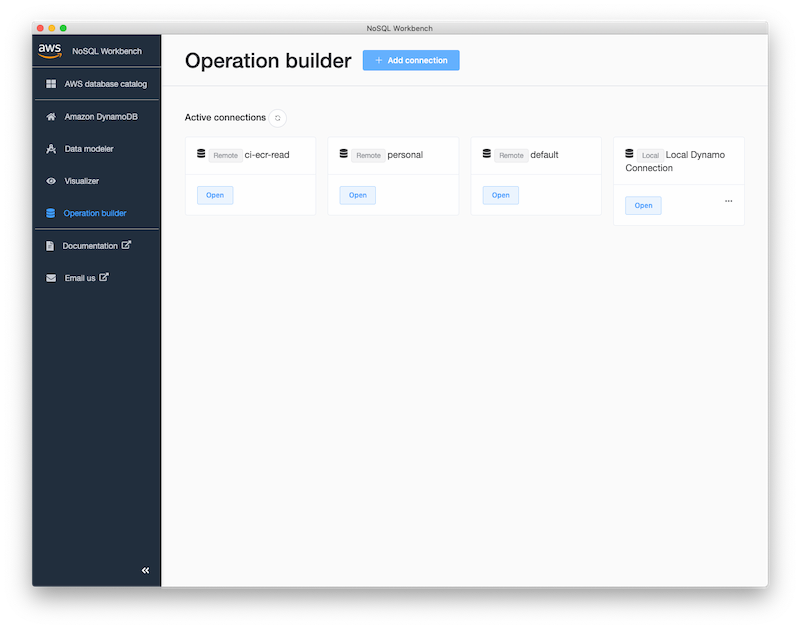 NoSQL Workbench
aws NoSQL Workbench
AWS database catalog
Amazon DynamoDB
Data modeler
Visualizer
Operation builder
Documentation
Email us
Operation builder
+ Add connection
Active connections
Remote ci-ecr-read
Open
Remote personal
Open
Remote default
Open
Local Local Dynamo
Connection
Open
...